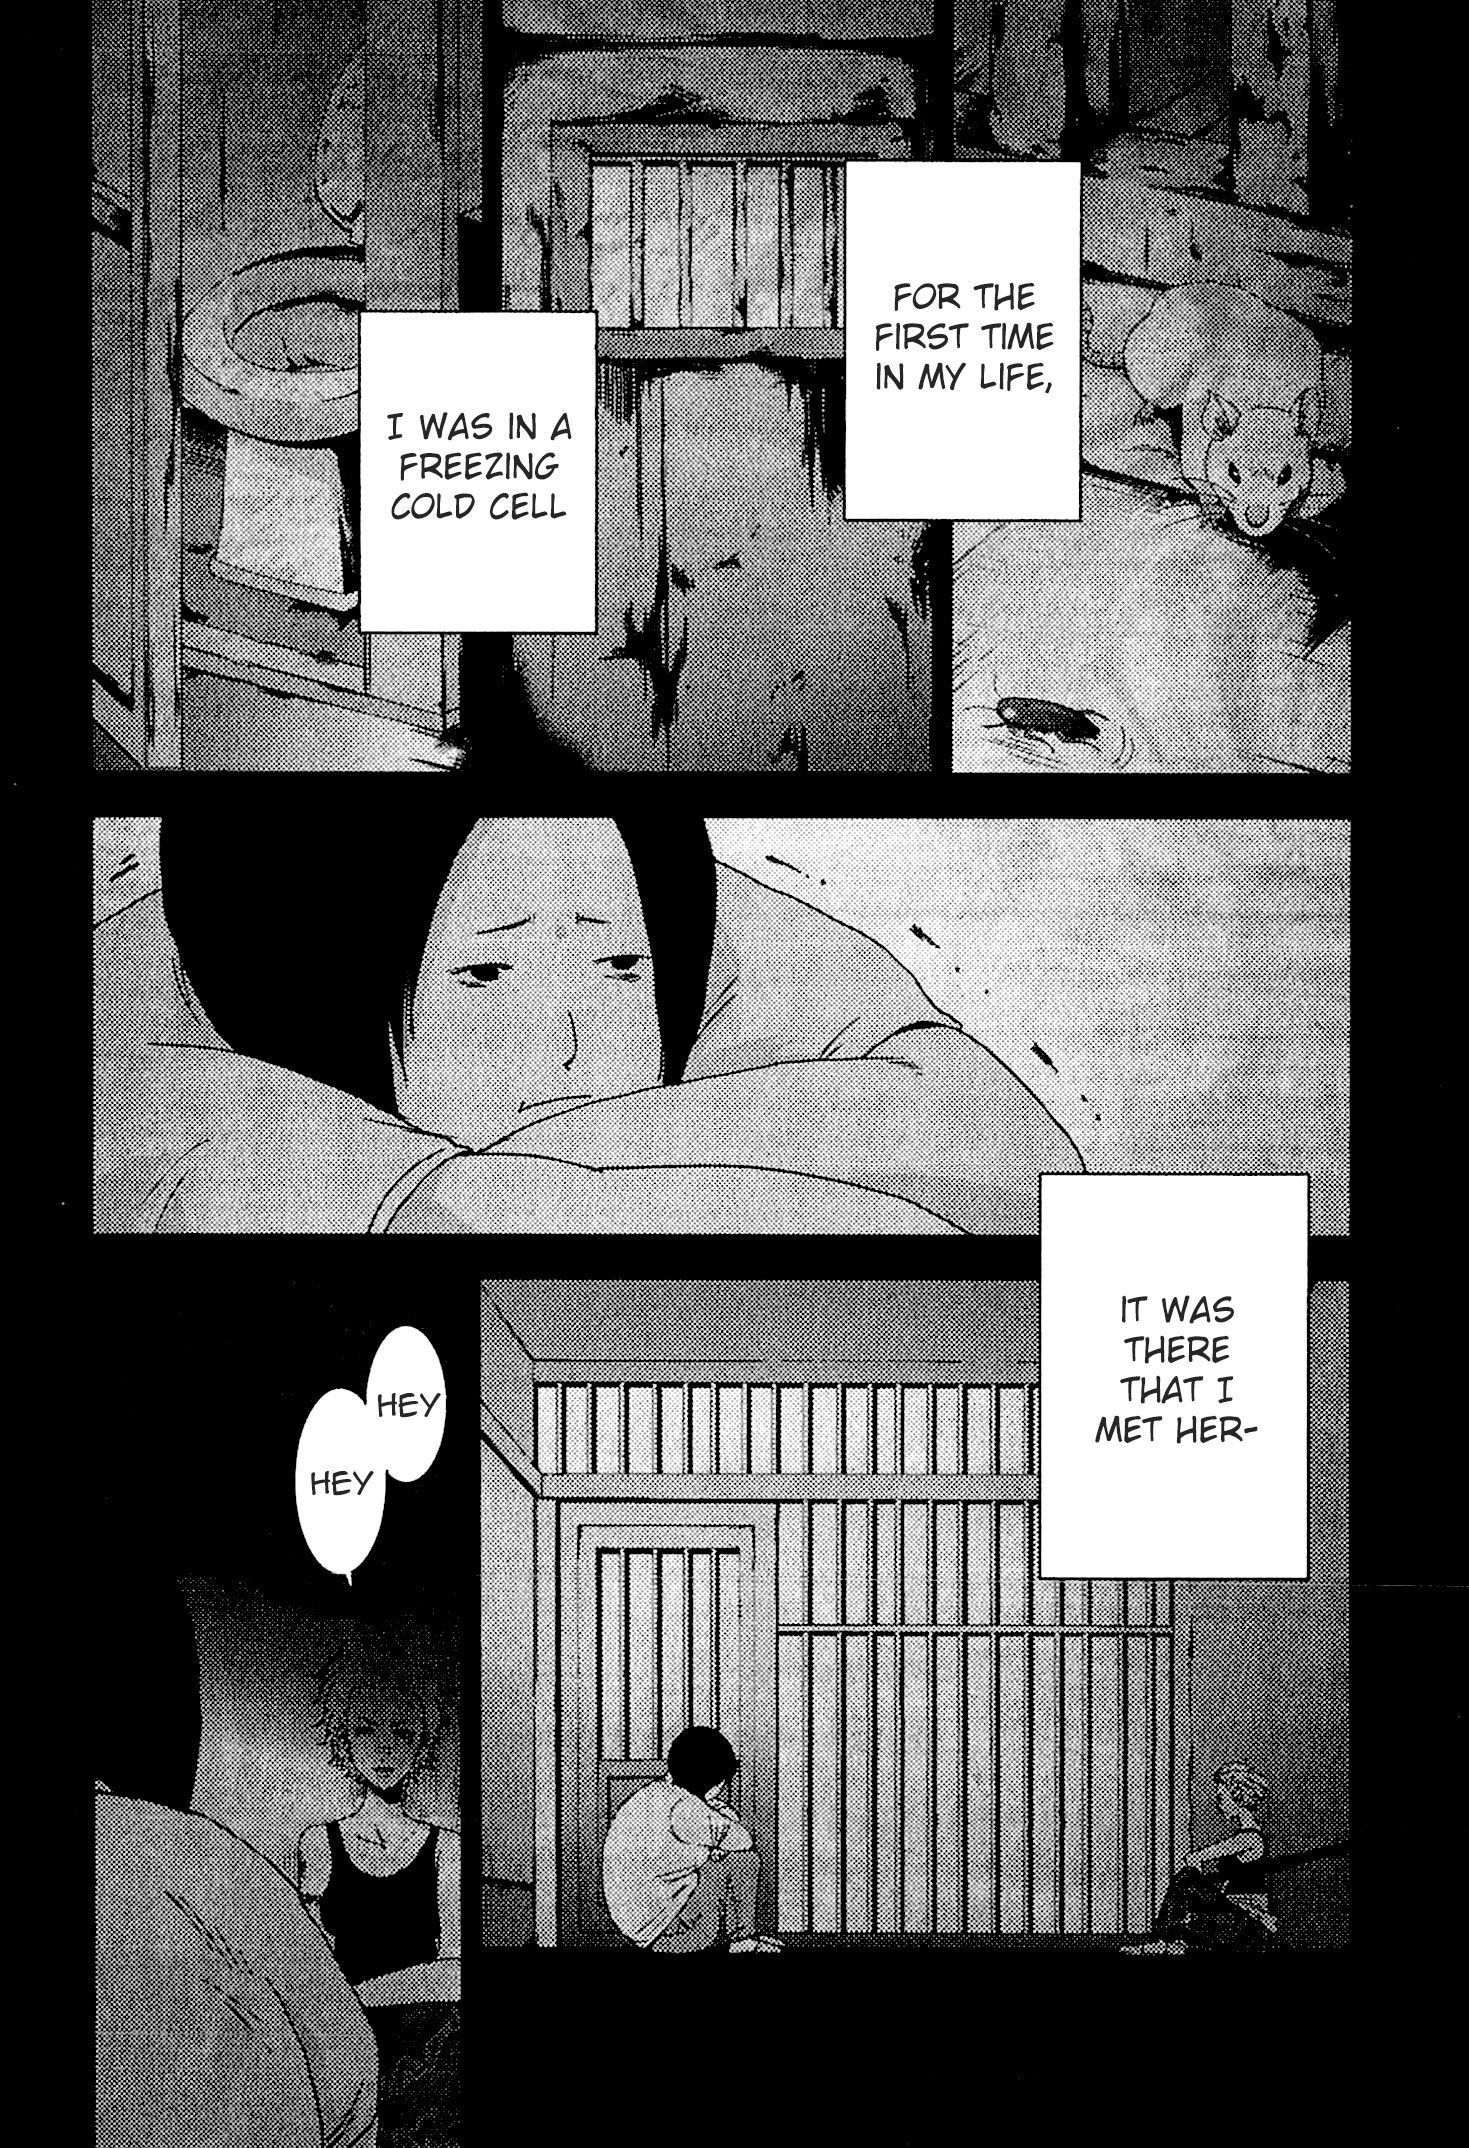 FOR THE
FIRST TIME
IN MY LIFE,
I WAS IN A
FREEZING
COLD CELL
IT WAS
THERE
THAT I
MET HER-
HEY
HEY